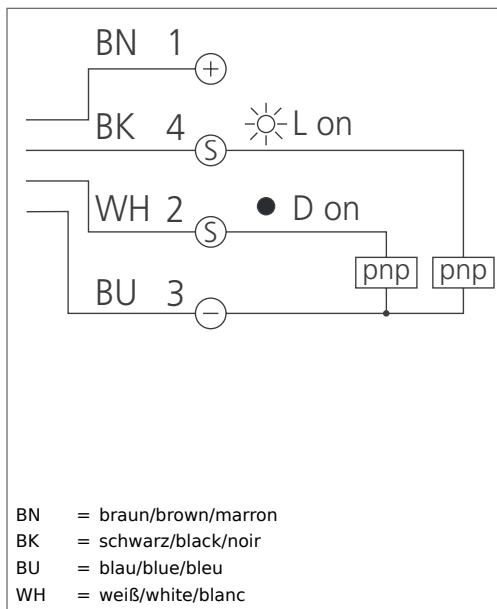 BN 1 +
BK 4 S L on
WH 2 S D on
pnp pnp
BU 3 −
BN = braun/brown/marron
BK = schwarz/black/noir
BU = blau/blue/bleu
WH = weiß/white/blanc